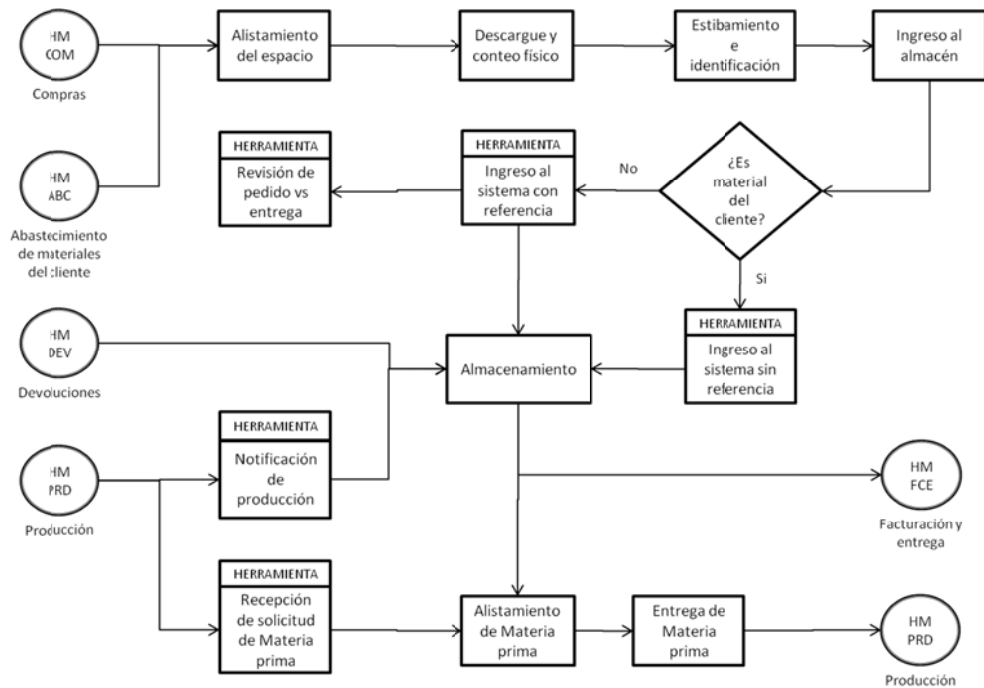 HM
COM
Compras
Alistamiento
del espacio
Descargue y
conteo físico
Estibamiento
e
identificación
Ingreso al
almacén
HM
ABC
Abastecimiento
de materiales
del cliente
HERRAMIENTA
Revisión de
pedido vs
entrega
HERRAMIENTA
Ingreso al
sistema con
referencia
No
¿Es
material
del
cliente?
Si
HM
DEV
Devoluciones
Almacenamiento
HERRAMIENTA
Ingreso al
sistema sin
referencia
HM
PRD
Producción
HERRAMIENTA
Notificación
de
producción
HM
FCE
Facturación y
entrega
HERRAMIENTA
Recepción
de solicitud
de Materia
prima
Alistamiento
de Materia
prima
Entrega de
Materia
prima
HM
PRD
Producción